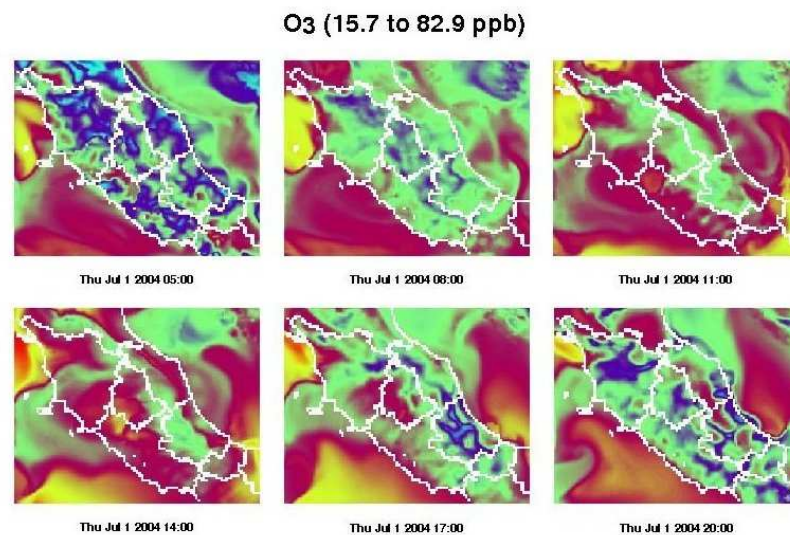 O3 (15.7 to 82.9 ppb)
Thu Jul 1 2004 05:00
Thu Jul 1 2004 08:00
Thu Jul 1 2004 11:00
Thu Jul 1 2004 14:00
Thu Jul 1 2004 17:00
Thu Jul 1 2004 20:00